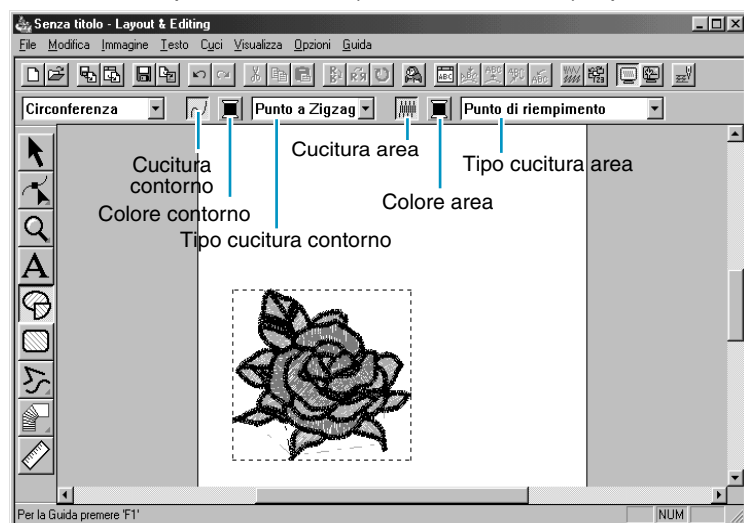 Senza titolo - Layout & Editing
File Modifica Immagine Testo Cuci Visualizza Opzioni Guida
Circonferenza Punto a Zigzag Punto di riempimento
Cucitura contorno
Cucitura area
Tipo cucitura area
Colore contorno
Colore area
Tipo cucitura contorno
A
Per la Guida premere 'F1' NUM